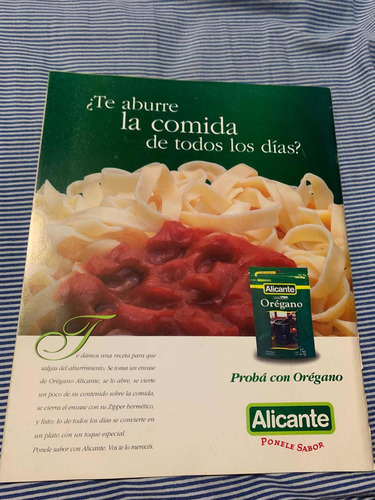 ¿Te aburre
la comida
de todos los días?
Alicante
Orégano
Te damos una receta para que
salgas del aburrimiento. Se toma un envase
de Orégano Alicante, se lo abre, se vierte
un poco de su contenido sobre la comida,
se cierra el envase con su Zipper hermético,
y listo: lo de todos los días se convierte en
un plato con un toque especial.
Ponele sabor con Alicante. Vos te lo merecés.
Probá con Orégano
Alicante
PONELE SABOR